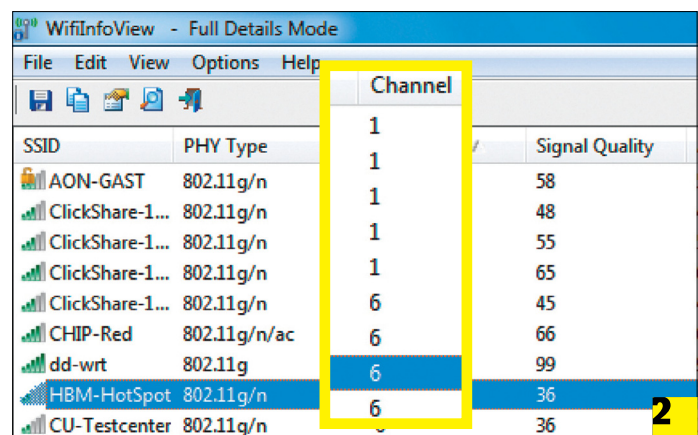 WifiInfoView - Full Details Mode
File Edit View Options Help
SSID PHY Type Channel Signal Quality
AON-GAST 802.11g/n 1 58
ClickShare-1... 802.11g/n 1 48
ClickShare-1... 802.11g/n 1 55
ClickShare-1... 802.11g/n 1 65
ClickShare-1... 802.11g/n 1 45
CHIP-Red 802.11g/n/ac 6 66
dd-wrt 802.11g 6 99
HBM-HotSpot 802.11g/n 6 36
CU-Testcenter 802.11g/n 6 36
2